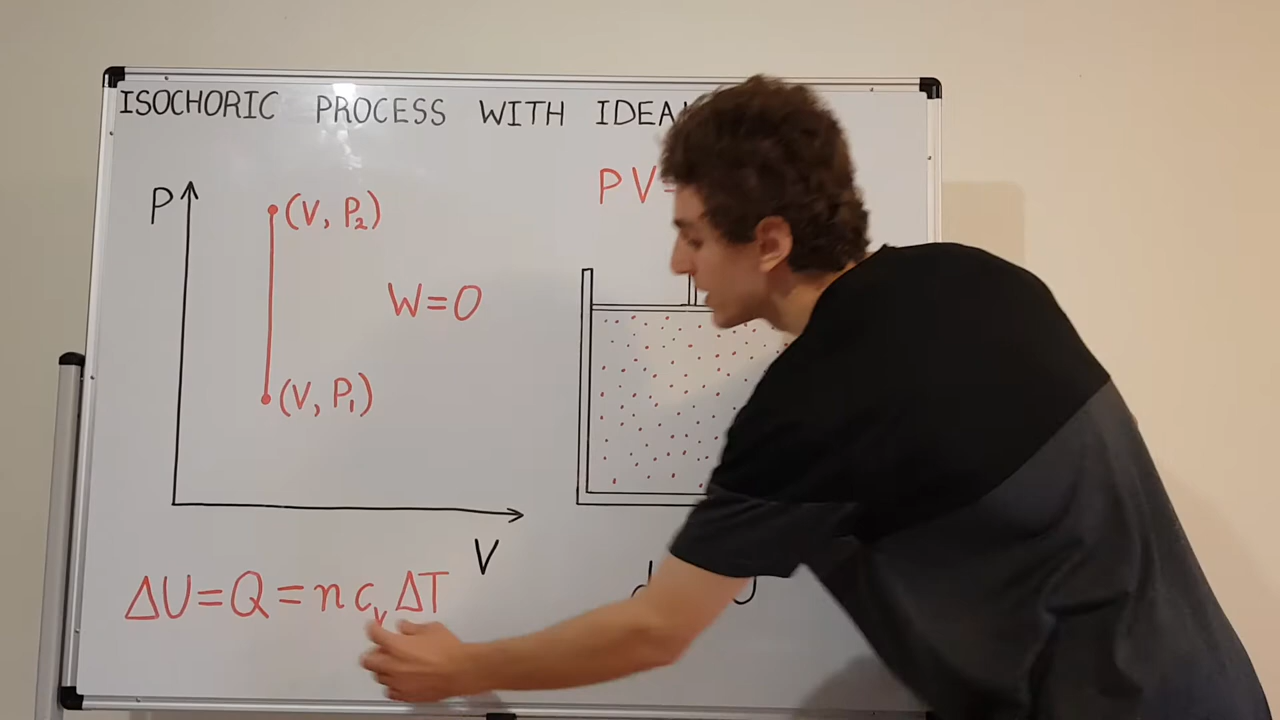 ISOCHORIC PROCESS WITH IDEA
P
(V, P₂)
PV=
W=0
(V, P₁)
V
ΔU=Q=ncᵥΔT